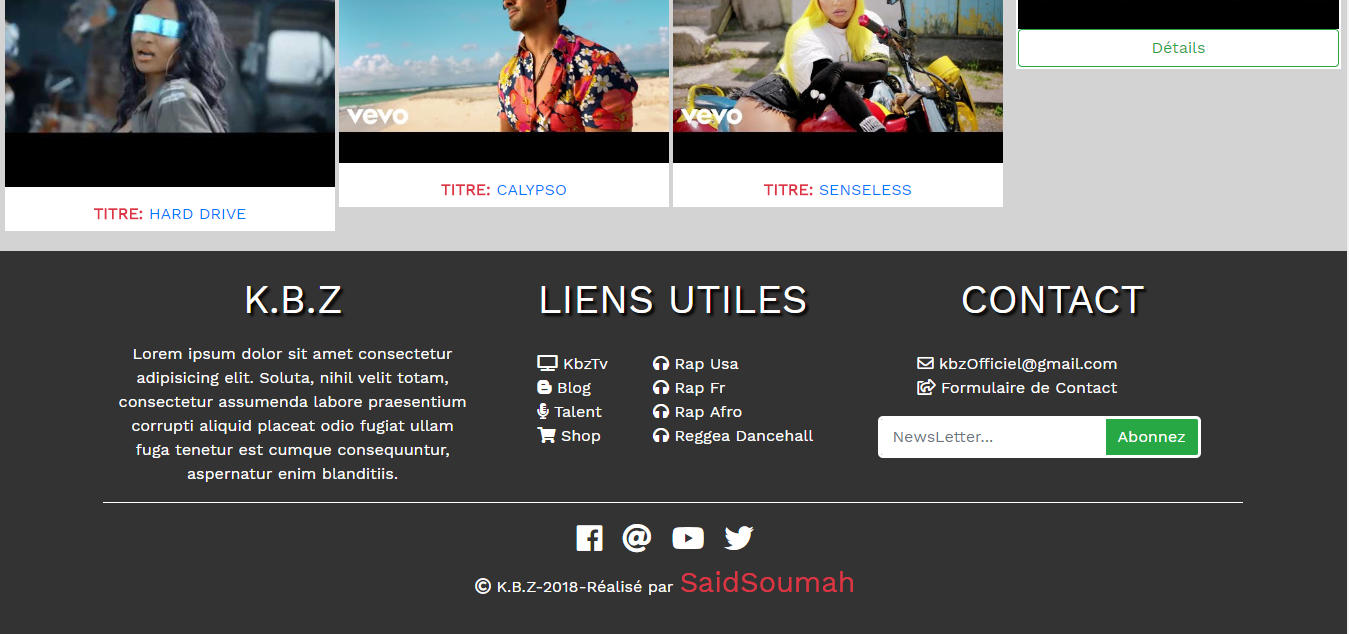 Détails
vevo
vevo
TITRE: HARD DRIVE
TITRE: CALYPSO
TITRE: SENSELESS
K.B.Z
Lorem ipsum dolor sit amet consectetur
adipisicing elit. Soluta, nihil velit totam,
consectetur assumenda labore praesentium
corrupti aliquid placeat odio fugiat ullam
fuga tenetur est cumque consequuntur,
aspernatur enim blanditiis.
LIENS UTILES
KbzTv
Blog
Talent
Shop
Rap Usa
Rap Fr
Rap Afro
Reggea Dancehall
CONTACT
kbzOfficiel@gmail.com
Formulaire de Contact
NewsLetter... Abonnez
@
© K.B.Z-2018-Réalisé par SaidSoumah